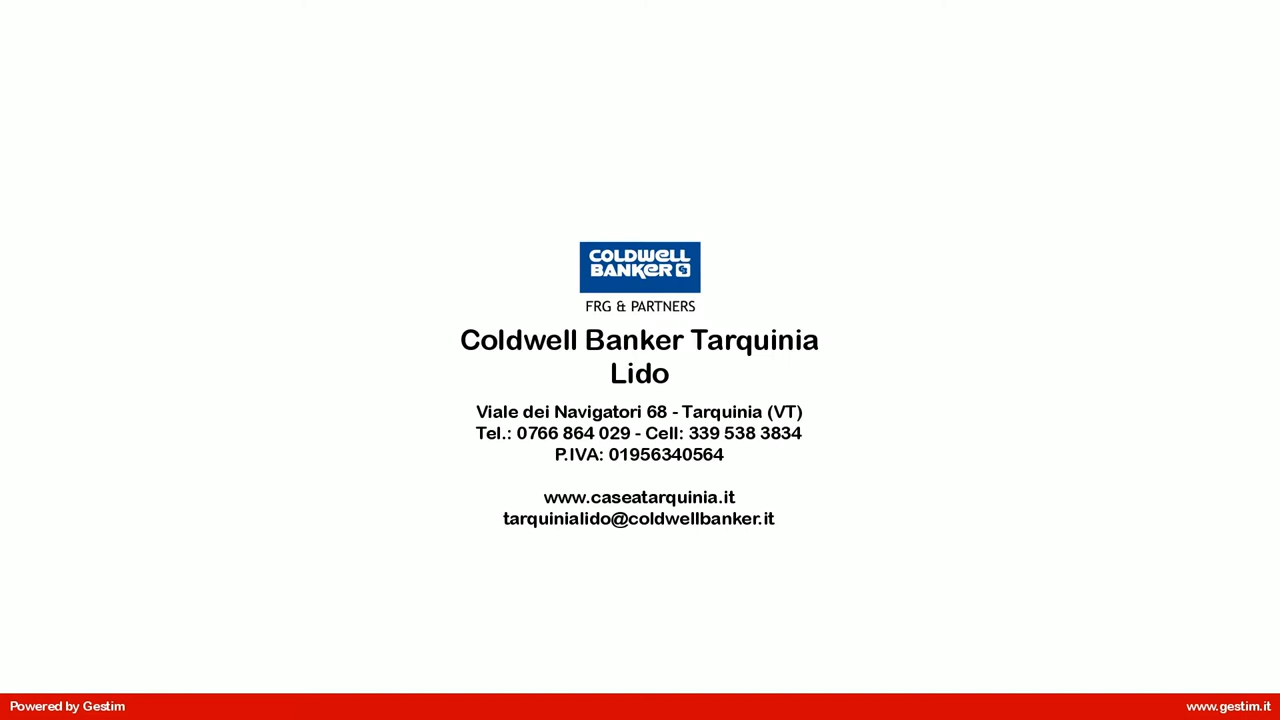 COLDWELL
BANKER CB
FRG & PARTNERS
Coldwell Banker Tarquinia
Lido
Viale dei Navigatori 68 - Tarquinia (VT)
Tel.: 0766 864 029 - Cell: 339 538 3834
P.IVA: 01956340564
www.caseatarquinia.it
tarquinialido@coldwellbanker.it
Powered by Gestim
www.gestim.it